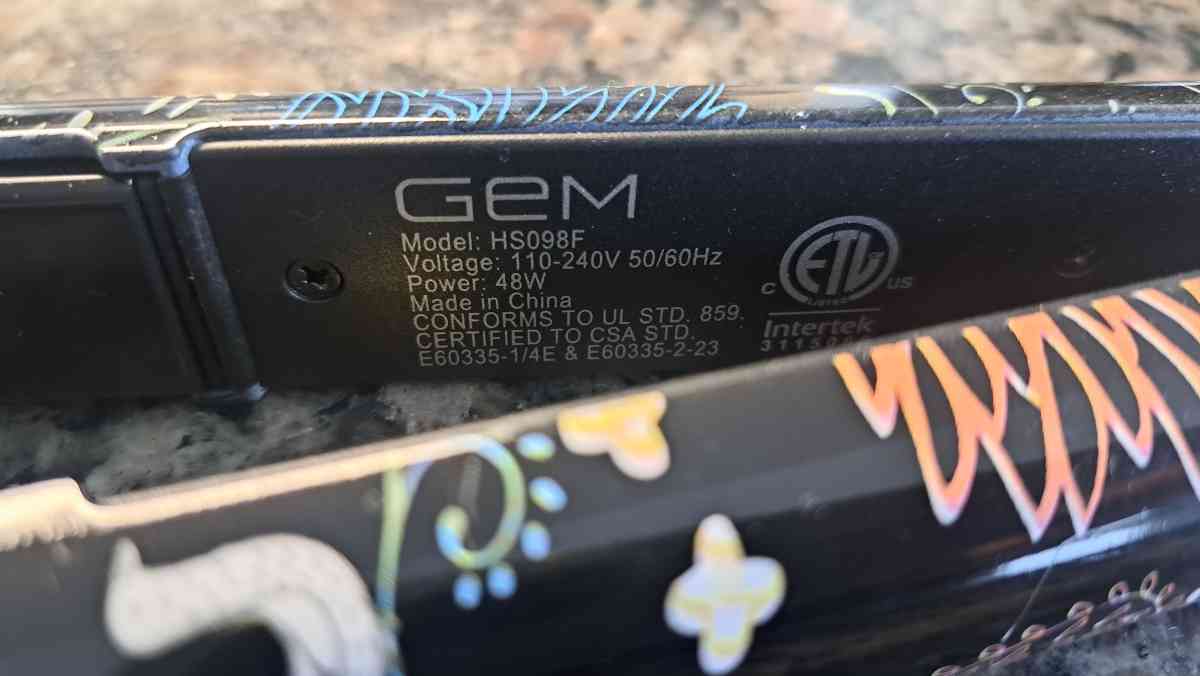 GeM
Model: HS098F
Voltage: 110-240V 50/60Hz
Power: 48W
Made in China
CONFORMS TO UL STD. 859.
CERTIFIED TO CSA STD.
E60335-1/4E & E60335-2-23
ETL
LISTED
C US
Intertek